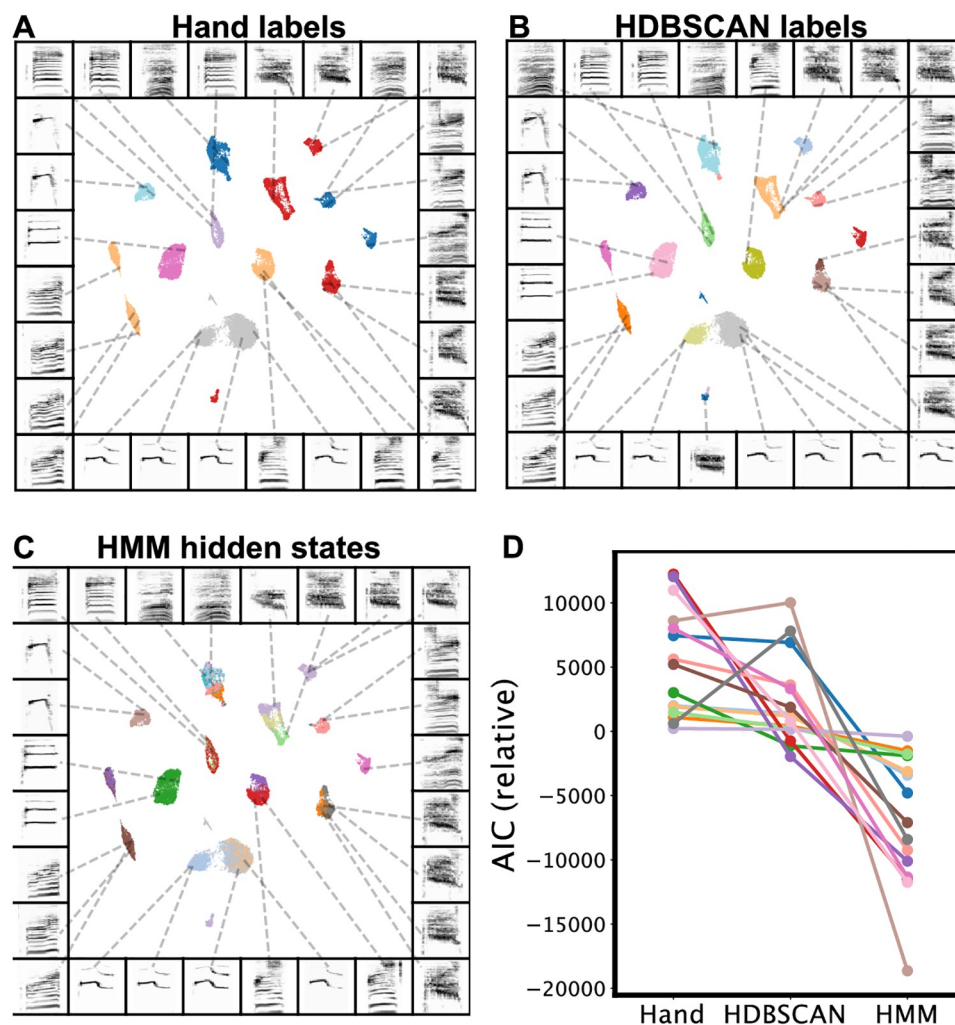 A Hand labels
B HDBSCAN labels
C HMM hidden states
D
AIC (relative)
10000
5000
0
−5000
−10000
−15000
−20000
Hand HDBSCAN HMM